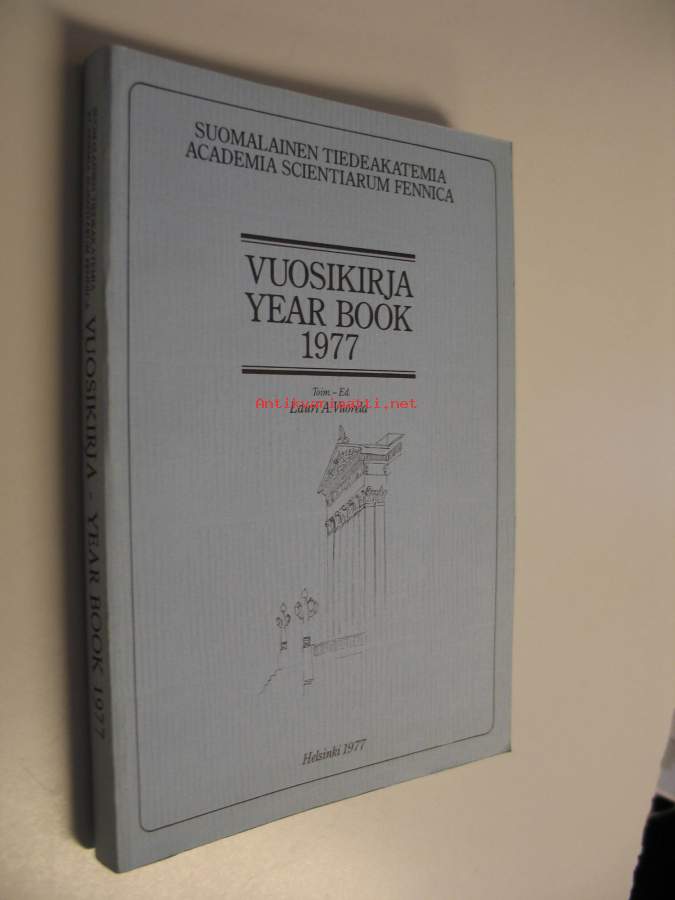 SUOMALAINEN TIEDEAKATEMIA
ACADEMIA SCIENTIARUM FENNICA
VUOSIKIRJA
YEAR BOOK
1977
Toim. – Ed.
Antikvariaatti.net
Lauri A. Vuorela
Helsinki 1977
VUOSIKIRJA - YEAR BOOK 1977